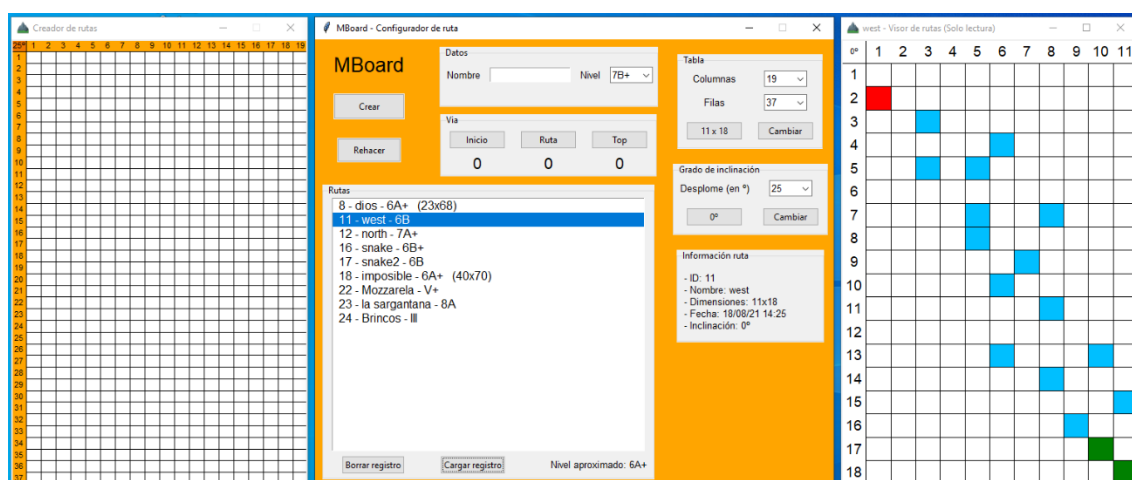 Creador de rutas
25º 1 2 3 4 5 6 7 8 9 10 11 12 13 14 15 16 17 18 19
1
2
3
4
5
6
7
8
9
10
11
12
13
14
15
16
17
18
19
20
21
22
23
24
25
26
27
28
29
30
31
32
33
34
35
36
37
MBoard - Configurador de ruta
MBoard
Crear
Rehacer
Datos
Nombre Nivel 7B+
Via
Inicio Ruta Top
0 0 0
Rutas
8 - dios - 6A+ (23x68)
11 - west - 6B
12 - north - 7A+
16 - snake - 6B+
17 - snake2 - 6B
18 - imposible - 6A+ (40x70)
22 - Mozzarela - V+
23 - la sargantana - 8A
24 - Brincos - III
Borrar registro Cargar registro Nivel aproximado: 6A+
Tabla
Columnas 19
Filas 37
11 x 18 Cambiar
Grado de inclinación
Desplome (en º) 25
0º Cambiar
Información ruta
- ID: 11
- Nombre: west
- Dimensiones: 11x18
- Fecha: 18/08/21 14:25
- Inclinación: 0º
west - Visor de rutas (Solo lectura)
0º 1 2 3 4 5 6 7 8 9 10 11
1
2
3
4
5
6
7
8
9
10
11
12
13
14
15
16
17
18